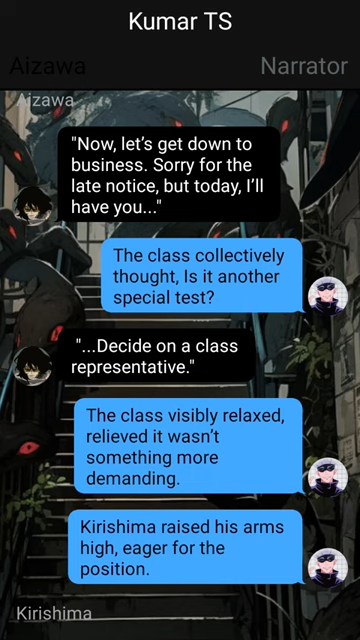 Kumar TS
Aizawa
Narrator
Aizawa
"Now, let's get down to
business. Sorry for the
late notice, but today, I'll
have you..."
The class collectively
thought, Is it another
special test?
"...Decide on a class
representative."
The class visibly relaxed,
relieved it wasn't
something more
demanding.
Kirishima raised his arms
high, eager for the
position.
Kirishima